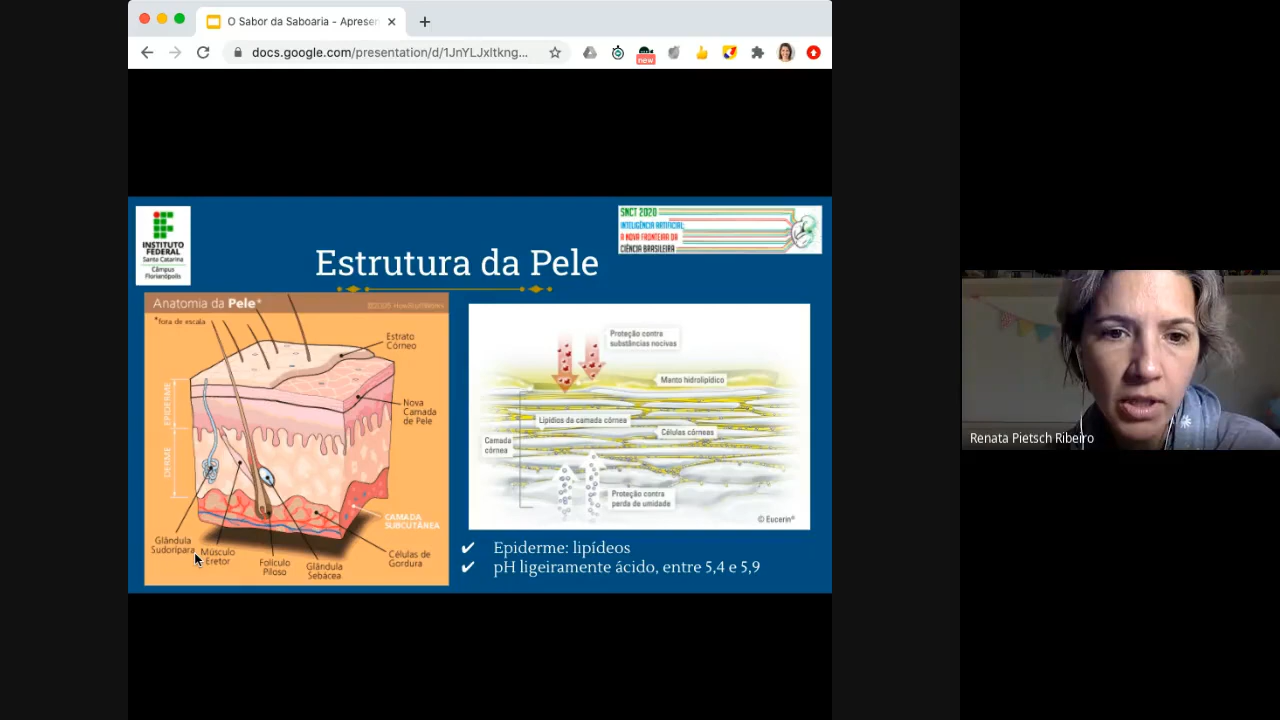 O Sabor da Saboaria - Apresen
docs.google.com/presentation/d/1JnYLJxltkng...
new
INSTITUTO
FEDERAL
Santa Catarina
Câmpus
Florianópolis
SNCT 2020
INTELIGÊNCIA ARTIFICIAL:
A NOVA FRONTEIRA DA
CIÊNCIA BRASILEIRA
Estrutura da Pele
Anatomia da Pele*
*fora de escala
Estrato
Córneo
EPIDERME
Nova
Camada
de Pele
DERME
CAMADA
SUBCUTÂNEA
Glândula
Sudorípara
Músculo
Eretor
Folículo
Piloso
Glândula
Sebácea
Células de
Gordura
Proteção contra
substâncias nocivas
Manto hidrolipídico
Lipídios da camada córnea
Células córneas
Camada
córnea
Proteção contra
perda de umidade
© Eucerin®
✔ Epiderme: lipídeos
✔ pH ligeiramente ácido, entre 5,4 e 5,9
Renata Pietsch Ribeiro